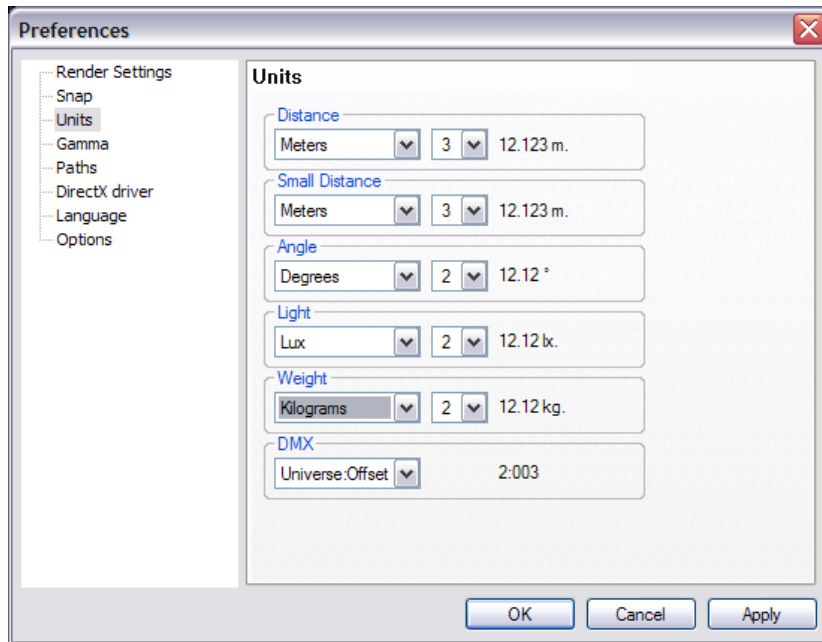 Preferences
Render Settings
Snap
Units
Gamma
Paths
DirectX driver
Language
Options
Units
Distance
Meters 3 12.123 m.
Small Distance
Meters 3 12.123 m.
Angle
Degrees 2 12.12 °
Light
Lux 2 12.12 lx.
Weight
Kilograms 2 12.12 kg.
DMX
Universe:Offset 2:003
OK Cancel Apply